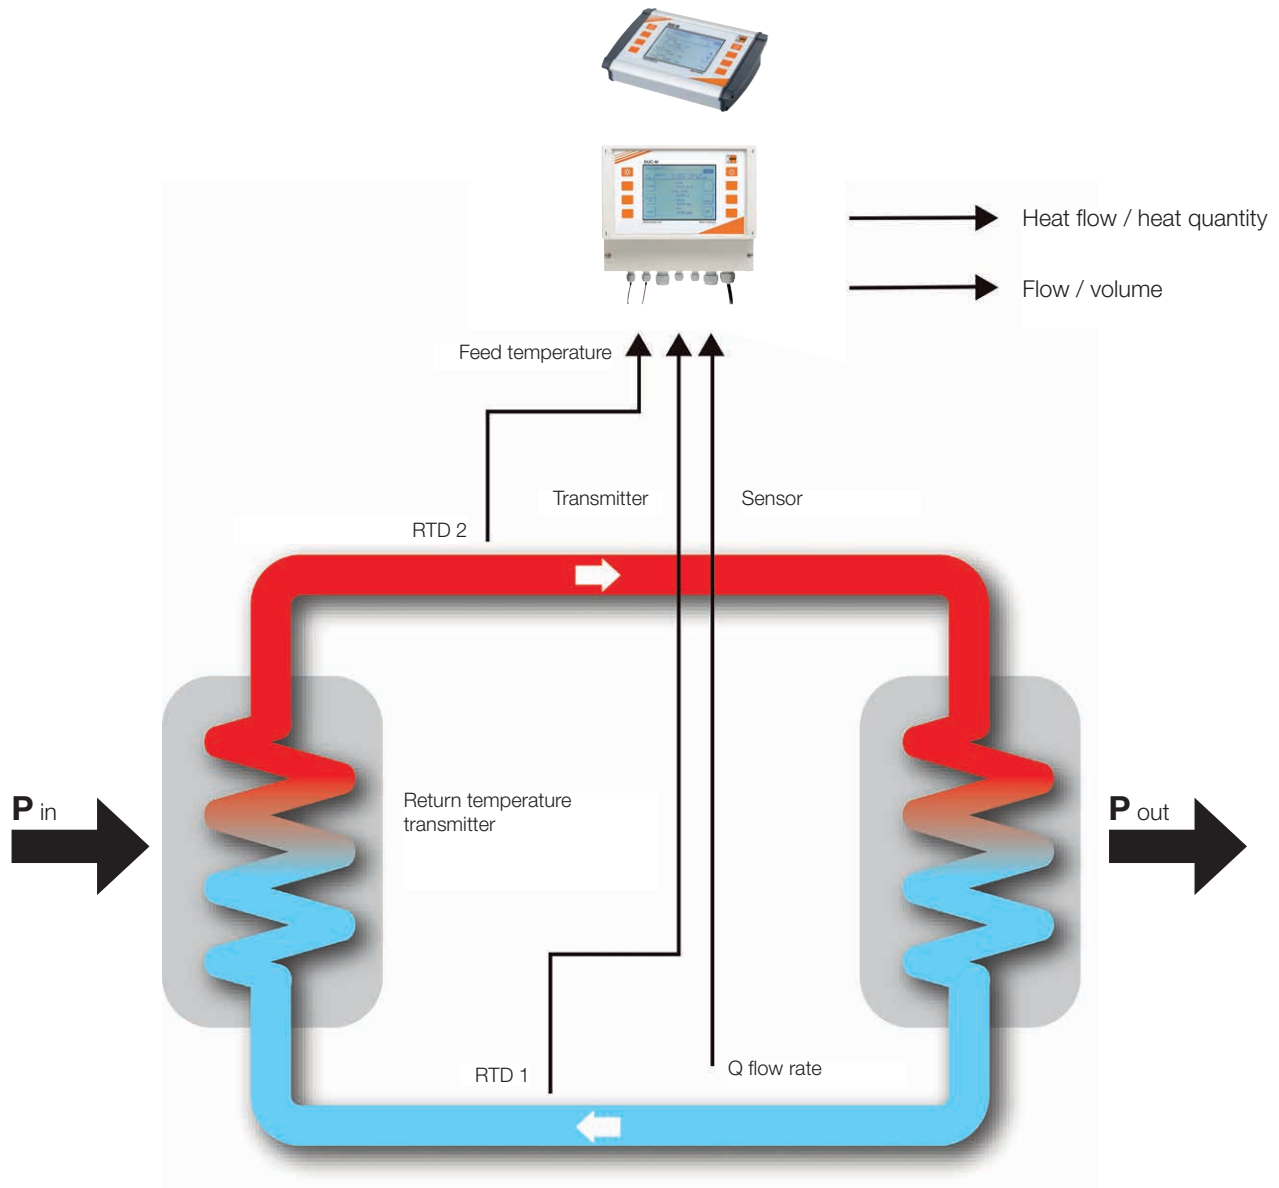 DUC-M
Heat flow / heat quantity
Flow / volume
Feed temperature
Transmitter
Sensor
RTD 2
P in
Return temperature
transmitter
P out
RTD 1
Q flow rate